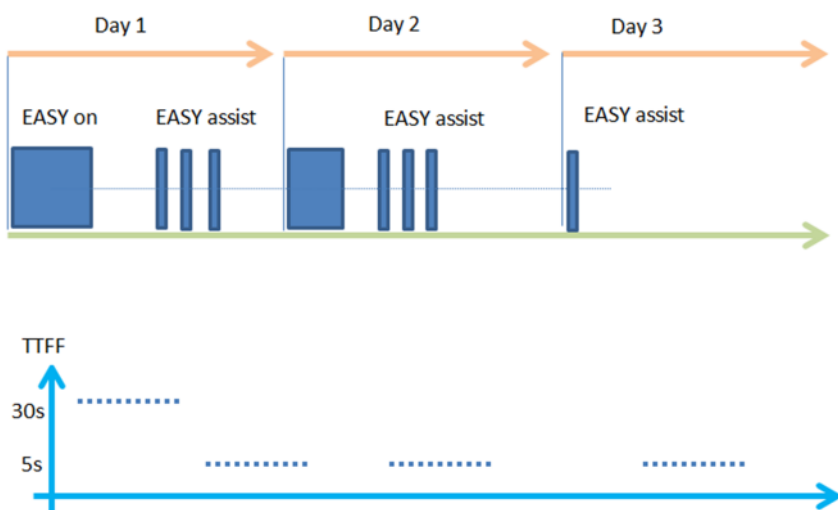 Day 1
Day 2
Day 3
EASY on
EASY assist
EASY assist
EASY assist
TTFF
30s
5s